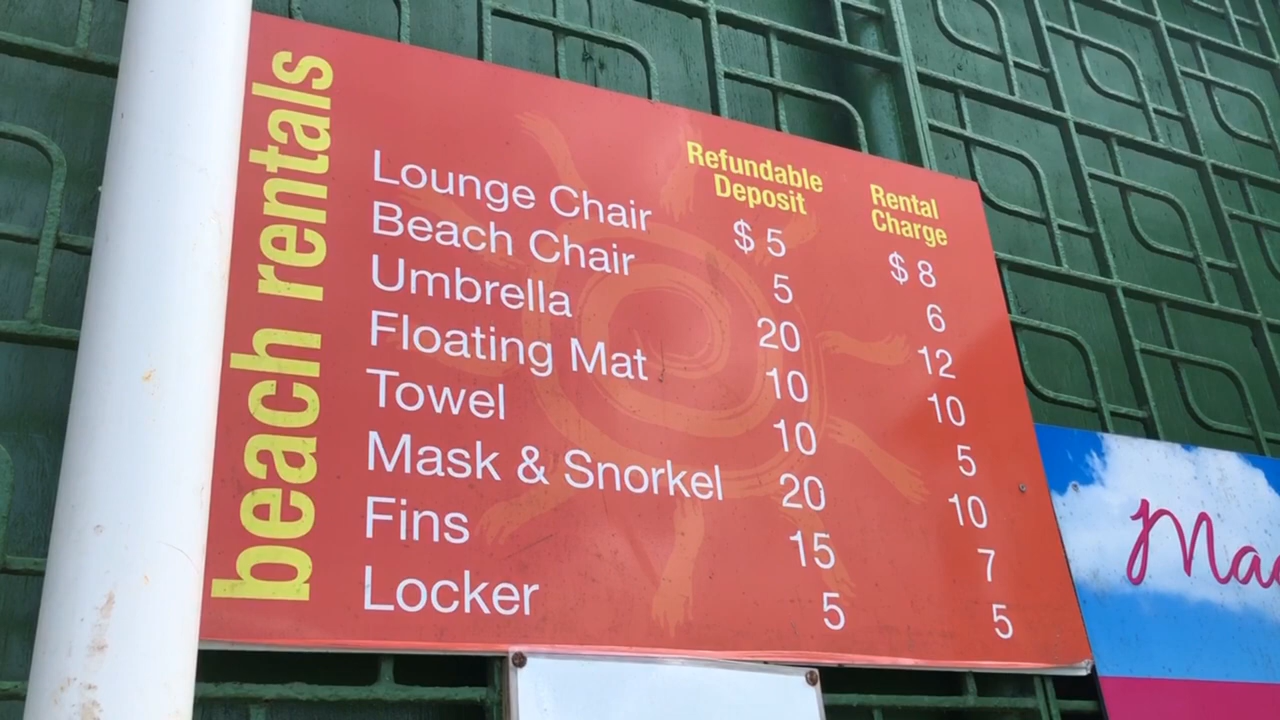 beach rentals
Refundable Deposit Rental Charge
Lounge Chair $ 5 $ 8
Beach Chair 5 6
Umbrella 20 12
Floating Mat 10 10
Towel 10 5
Mask & Snorkel 20 10
Fins 15 7
Locker 5 5